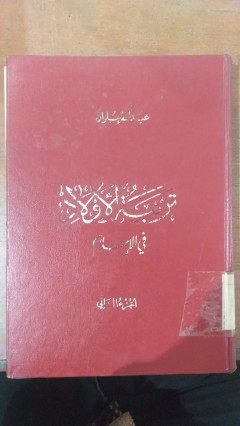 عبد الله علوان
تربية الأولاد
في الإسلام
الجزء الثاني